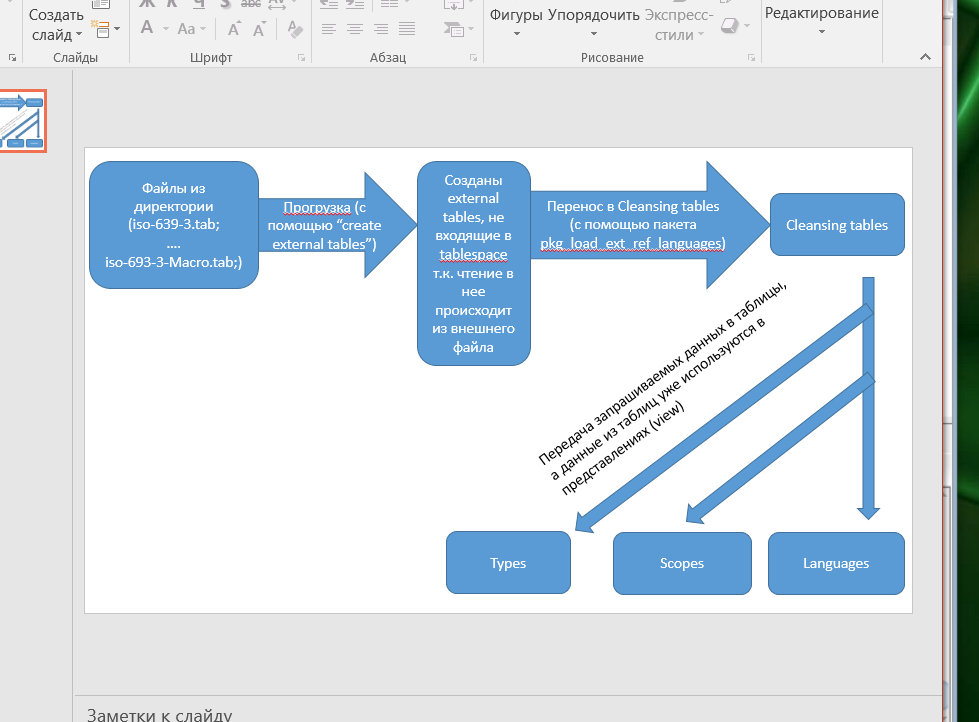 Создать
слайд
Слайды
Ж К Ч S abc AV
А Aa A A
Шрифт
Абзац
Фигуры Упорядочить Экспресс-
стили
Рисование
Редактирование
Файлы из
директории
(iso-639-3.tab;
....
iso-693-3-Macro.tab;)
Прогрузка (с
помощью “create
external tables”)
Созданы
external
tables, не
входящие в
tablespace
т.к. чтение в
нее
происходит
из внешнего
файла
Перенос в Cleansing tables
(с помощью пакета
pkg_load_ext_ref_languages)
Cleansing tables
Передача запрашиваемых данных в таблицы,
а данные из таблиц уже используются в
представлениях (view)
Types
Scopes
Languages
Заметки к слайду